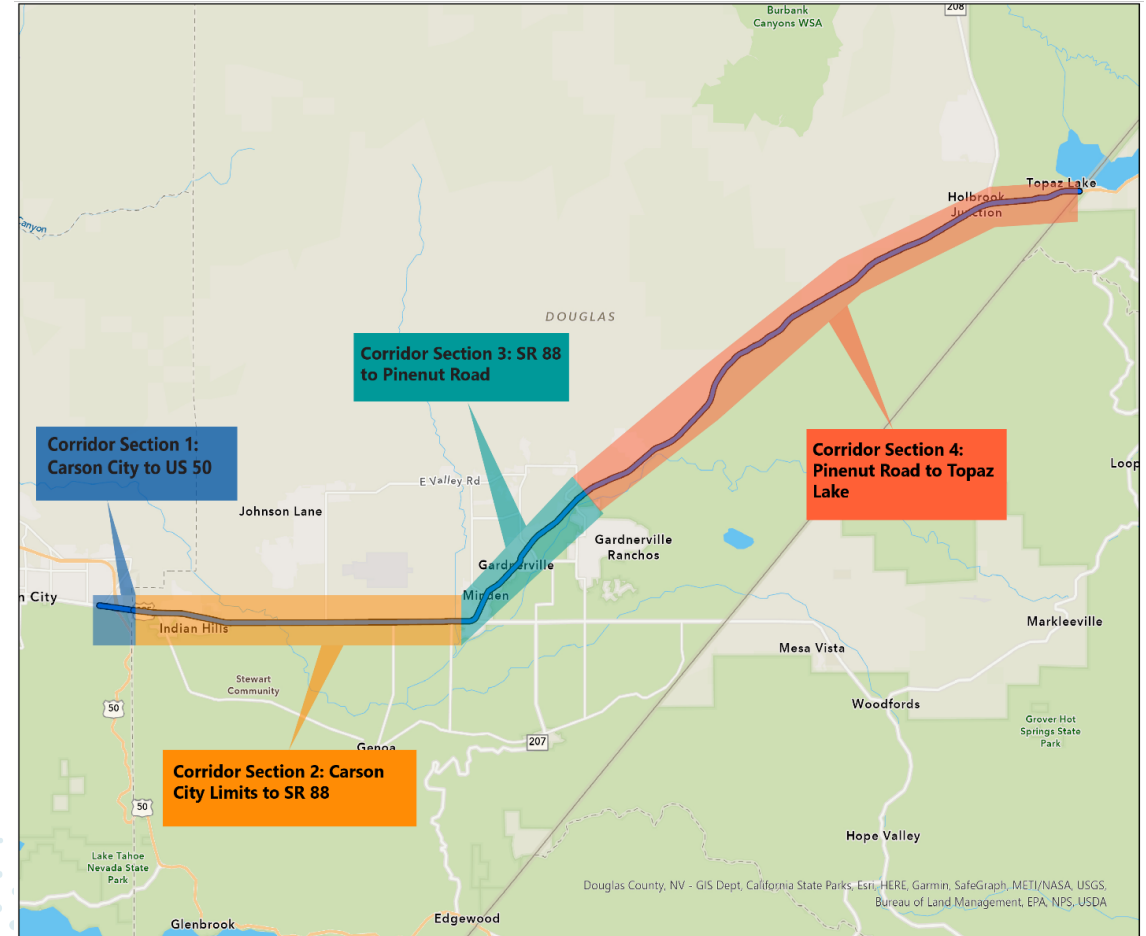 Burbank
Canyons WSA
208
Topaz Lake
Holbrook
Junction
anyon
DOUGLAS
Corridor Section 3: SR 88
to Pinenut Road
Corridor Section 1:
Carson City to US 50
Corridor Section 4:
Pinenut Road to Topaz
Lake
Loop
E Valley Rd
Johnson Lane
Gardnerville
Ranchos
Gardnerville
Minden
n City
Indian Hills
Markleeville
Mesa Vista
Stewart
Community
50
Woodfords
Grover Hot
Springs State
Park
Genoa
207
Corridor Section 2: Carson
City Limits to SR 88
50
Hope Valley
Lake Tahoe
Nevada State
Park
Douglas County, NV - GIS Dept, California State Parks, Esri, HERE, Garmin, SafeGraph, METI/NASA, USGS,
Bureau of Land Management, EPA, NPS, USDA
Glenbrook
Edgewood